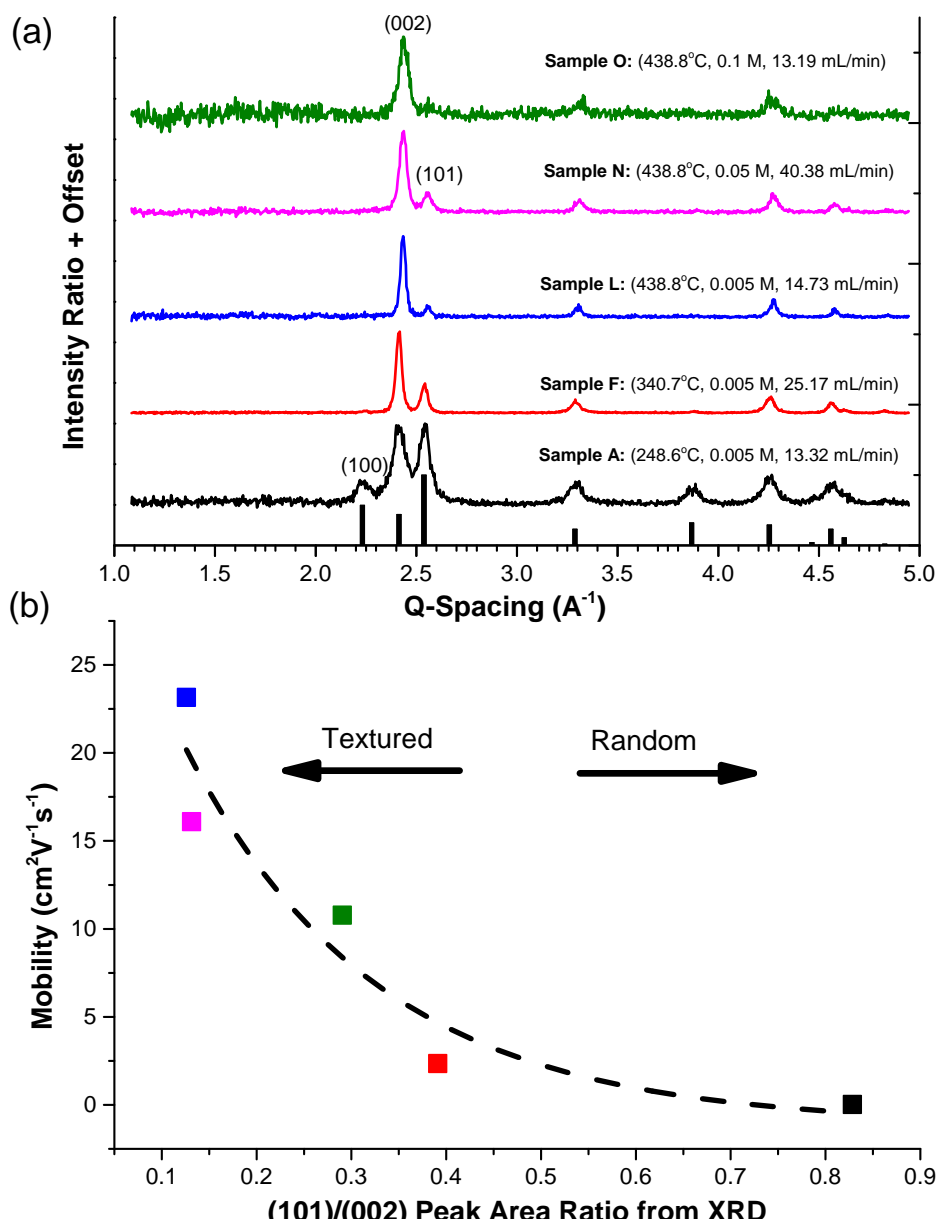 (a)
(002)
Sample O: (438.8°C, 0.1 M, 13.19 mL/min)
(101)
Sample N: (438.8°C, 0.05 M, 40.38 mL/min)
Sample L: (438.8°C, 0.005 M, 14.73 mL/min)
Sample F: (340.7°C, 0.005 M, 25.17 mL/min)
(100)
Sample A: (248.6°C, 0.005 M, 13.32 mL/min)
Intensity Ratio + Offset
1.0 1.5 2.0 2.5 3.0 3.5 4.0 4.5 5.0
Q-Spacing (A⁻¹)
(b)
25
20
15
10
5
0
Textured
Random
Mobility (cm²V⁻¹s⁻¹)
0.1 0.2 0.3 0.4 0.5 0.6 0.7 0.8 0.9
(101)/(002) Peak Area Ratio from XRD